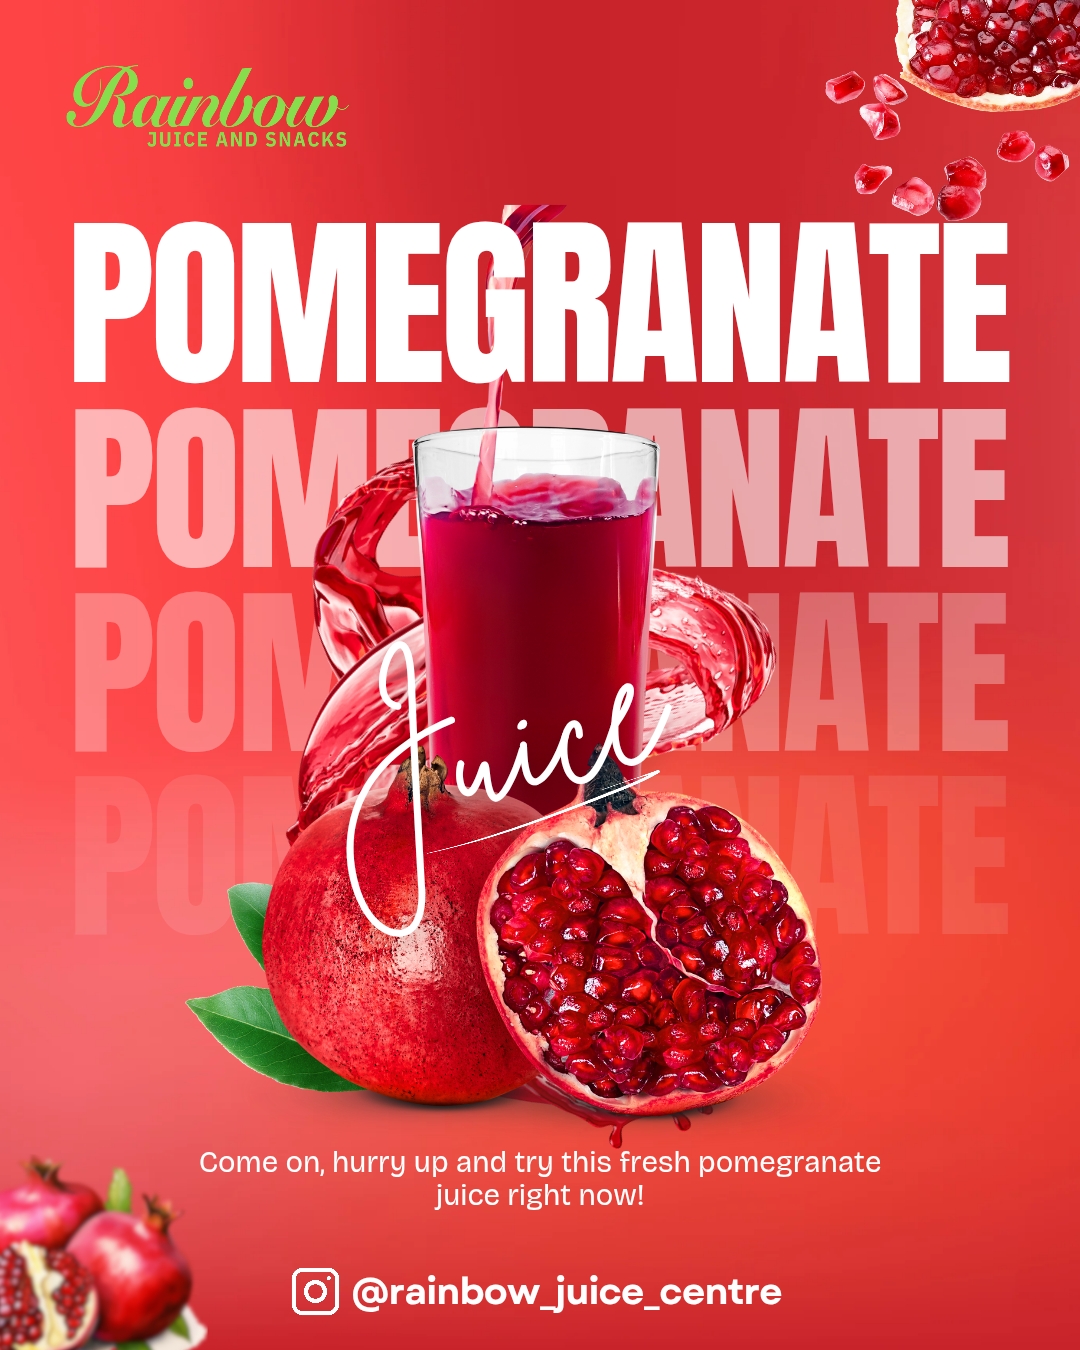 Rainbow
JUICE AND SNACKS
POMEGRANATE
POMEGRANATE
POMEGRANATE
POMEGRANATE
Juice
Come on, hurry up and try this fresh pomegranate
juice right now!
@rainbow_juice_centre